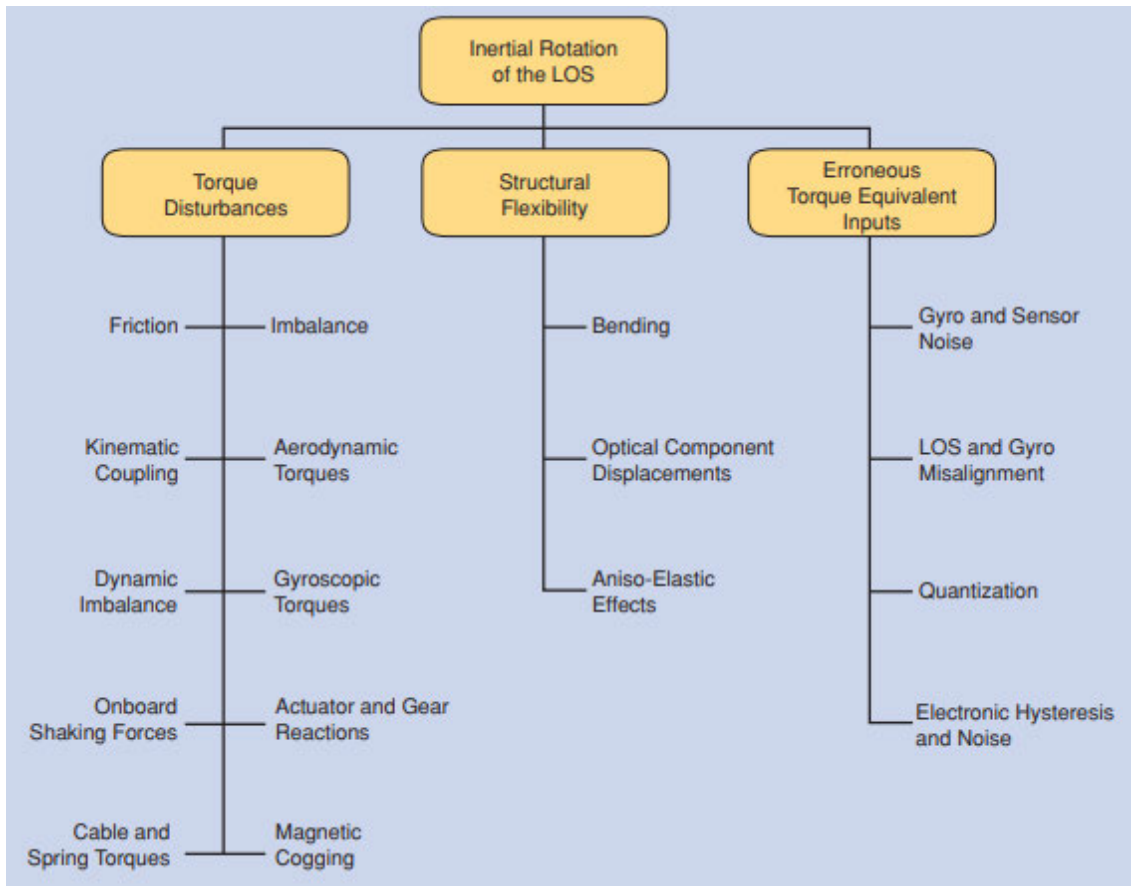 Inertial Rotation
of the LOS
Torque
Disturbances
Structural
Flexibility
Erroneous
Torque Equivalent
Inputs
Friction
Imbalance
Kinematic
Coupling
Aerodynamic
Torques
Dynamic
Imbalance
Gyroscopic
Torques
Onboard
Shaking Forces
Actuator and Gear
Reactions
Cable and
Spring Torques
Magnetic
Cogging
Bending
Optical Component
Displacements
Aniso-Elastic
Effects
Gyro and Sensor
Noise
LOS and Gyro
Misalignment
Quantization
Electronic Hysteresis
and Noise